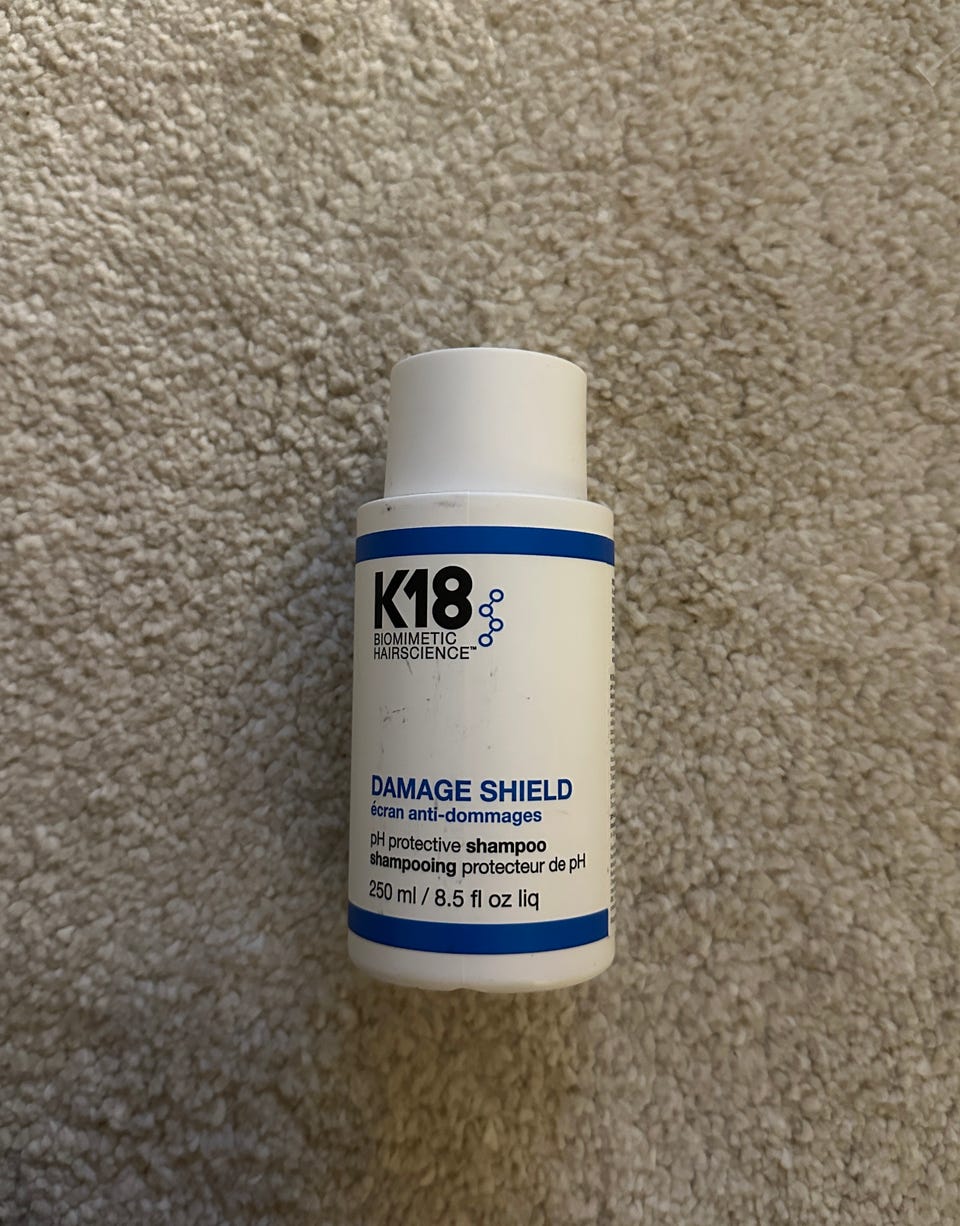 K18
BIOMIMETIC
HAIRSCIENCE™
DAMAGE SHIELD
écran anti-dommages
pH protective shampoo
shampooing protecteur de pH
250 ml / 8.5 fl oz liq